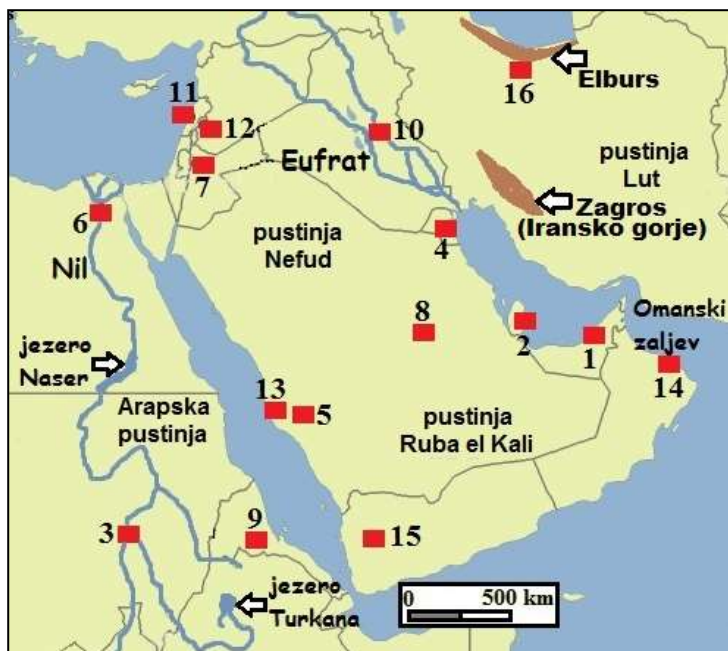 s
Elburs
16
11
12
10
7
Eufrat
pustinja
Lut
6
Zagros
(Iransko gorje)
4
pustinja
Nefud
Nil
8
2
1
Omanski
zaljev
14
jezero
Naser
13
5
Arapska
pustinja
pustinja
Ruba el Kali
3
9
15
jezero
Turkana
0 500 km